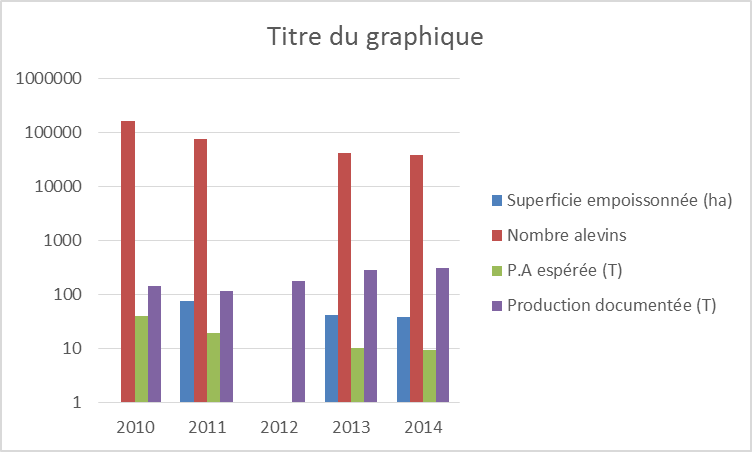 Titre du graphique
1000000
100000
10000
1000
100
10
1
2010 2011 2012 2013 2014
Superficie empoissonnée (ha)
Nombre alevins
P.A espérée (T)
Production documentée (T)